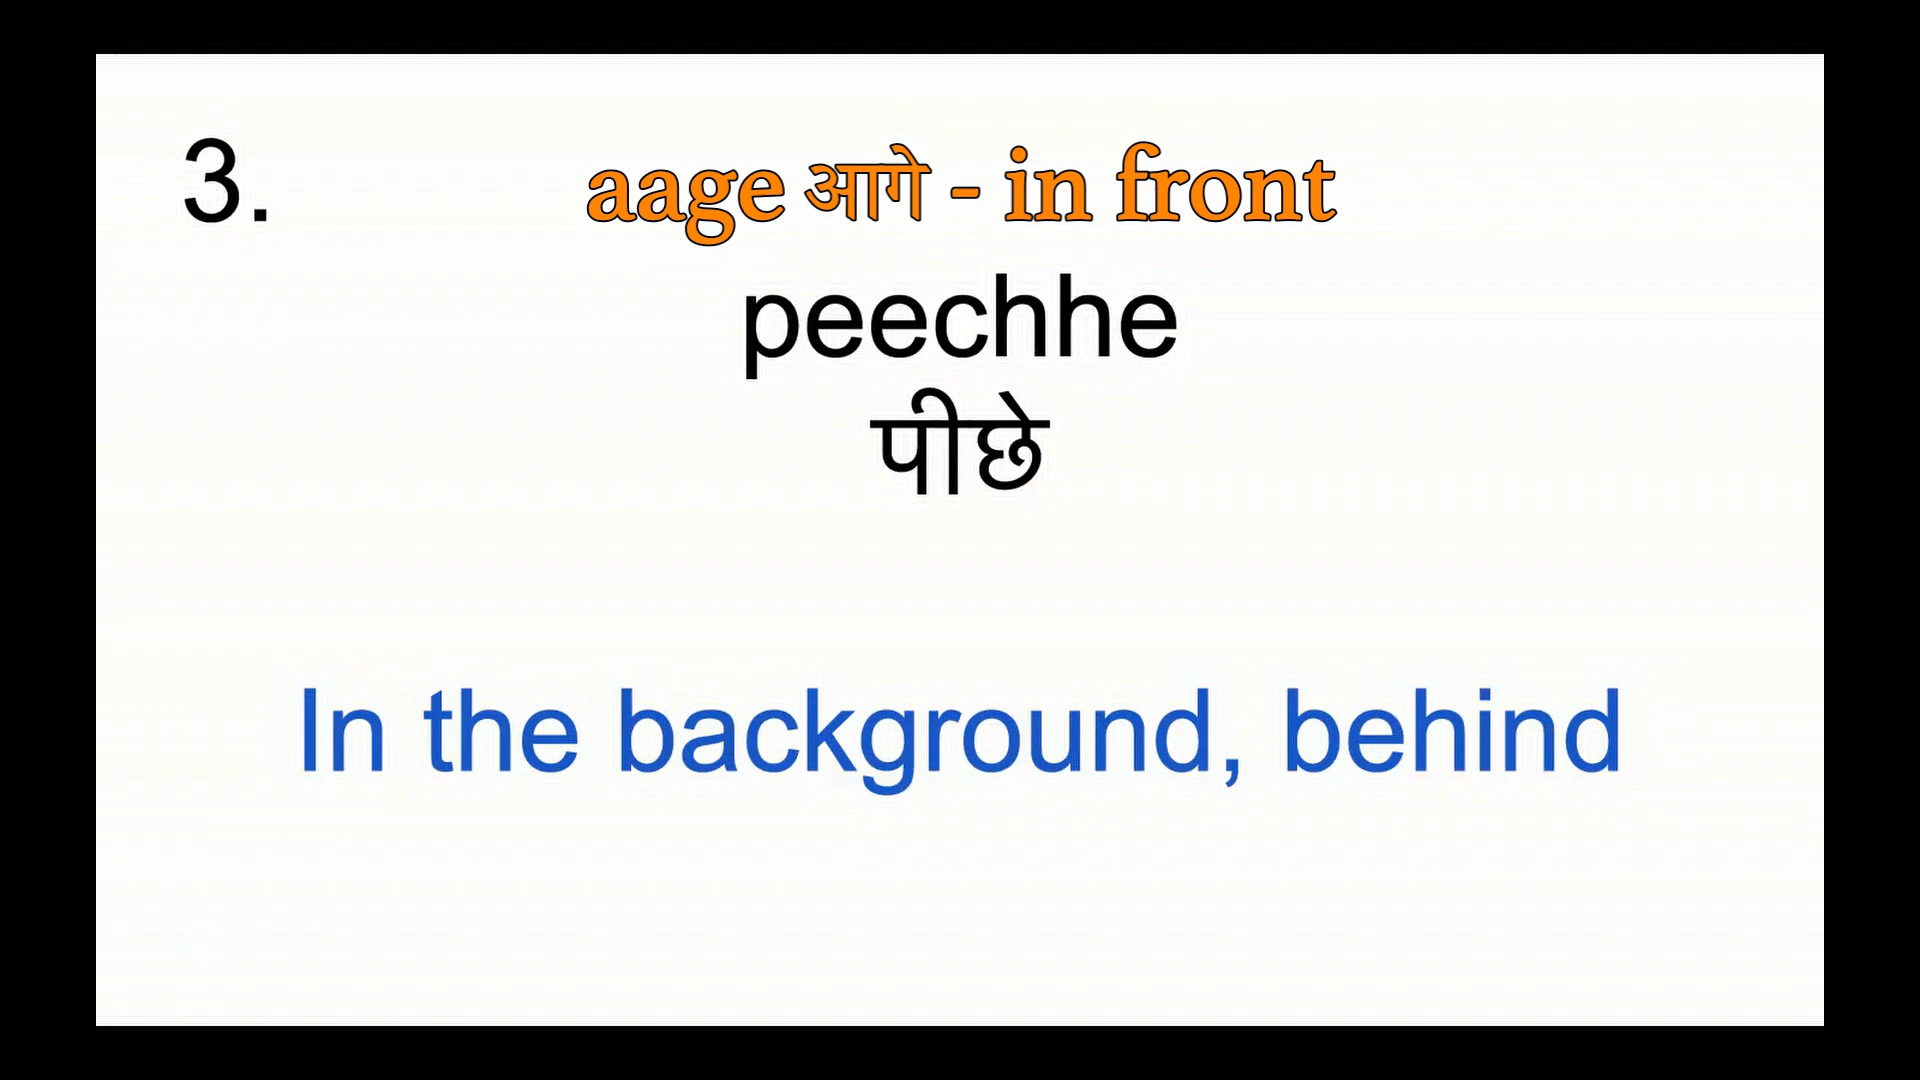 3. aage आगे - in front
peechhe
पीछे
In the background, behind